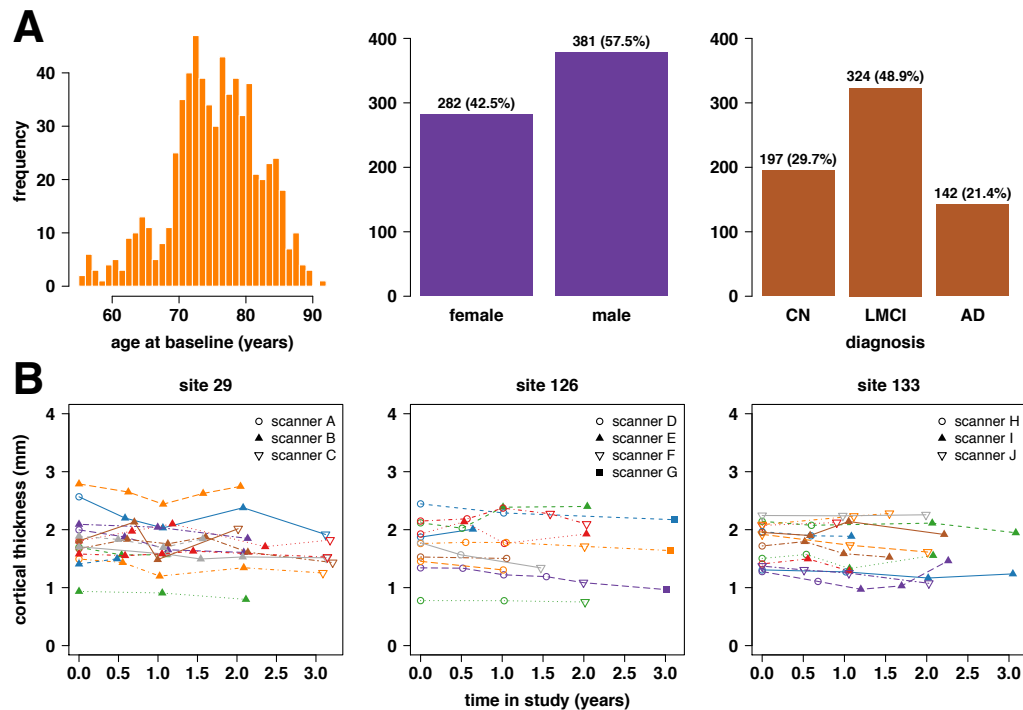 A
frequency
0
10
20
30
40
60
70
80
90
age at baseline (years)
0
100
200
300
400
282 (42.5%)
381 (57.5%)
female
male
0
100
200
300
400
197 (29.7%)
324 (48.9%)
142 (21.4%)
CN
LMCI
AD
diagnosis
B
cortical thickness (mm)
site 29
0
1
2
3
4
scanner A
scanner B
scanner C
0.0 0.5 1.0 1.5 2.0 2.5 3.0
site 126
0
1
2
3
4
scanner D
scanner E
scanner F
scanner G
0.0 0.5 1.0 1.5 2.0 2.5 3.0
time in study (years)
site 133
0
1
2
3
4
scanner H
scanner I
scanner J
0.0 0.5 1.0 1.5 2.0 2.5 3.0